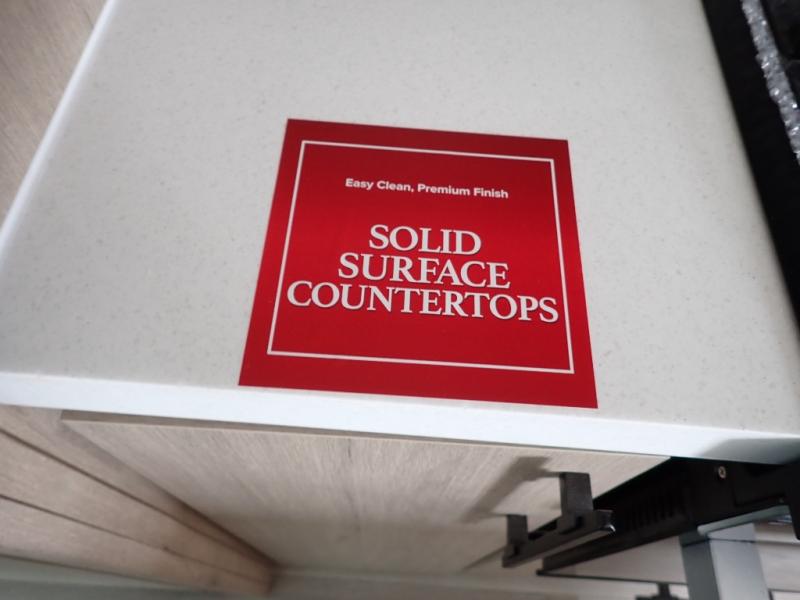 Easy Clean, Premium Finish
SOLID
SURFACE
COUNTERTOPS